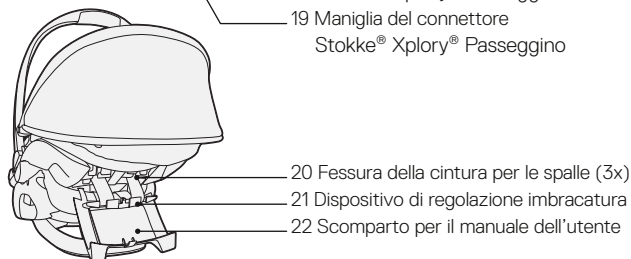 19 Maniglia del connettore
Stokke® Xplory® Passeggino
20 Fessura della cintura per le spalle (3x)
21 Dispositivo di regolazione imbracatura
22 Scomparto per il manuale dell’utente